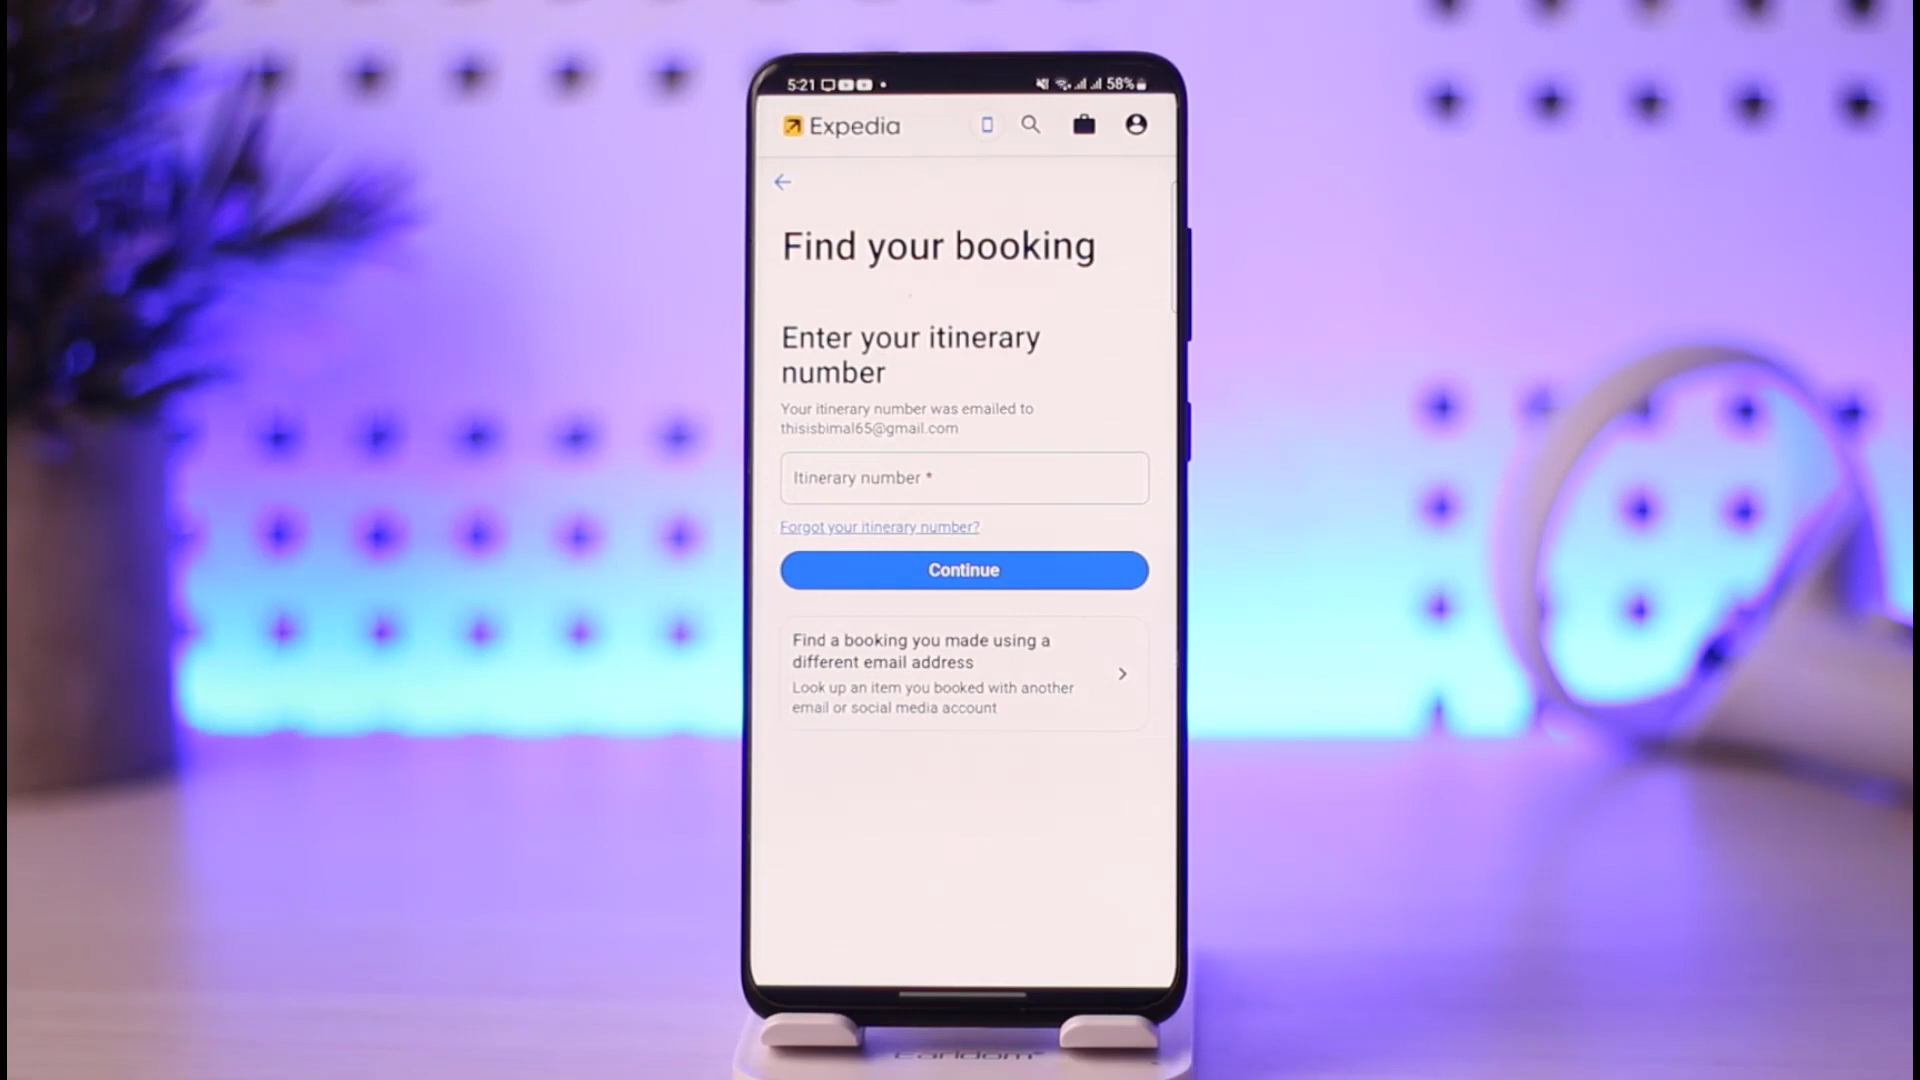 5:21
58%
Expedia
Find your booking
Enter your itinerary
number
Your itinerary number was emailed to
thisisbimal65@gmail.com
Itinerary number *
Forgot your itinerary number?
Continue
Find a booking you made using a
different email address
Look up an item you booked with another
email or social media account